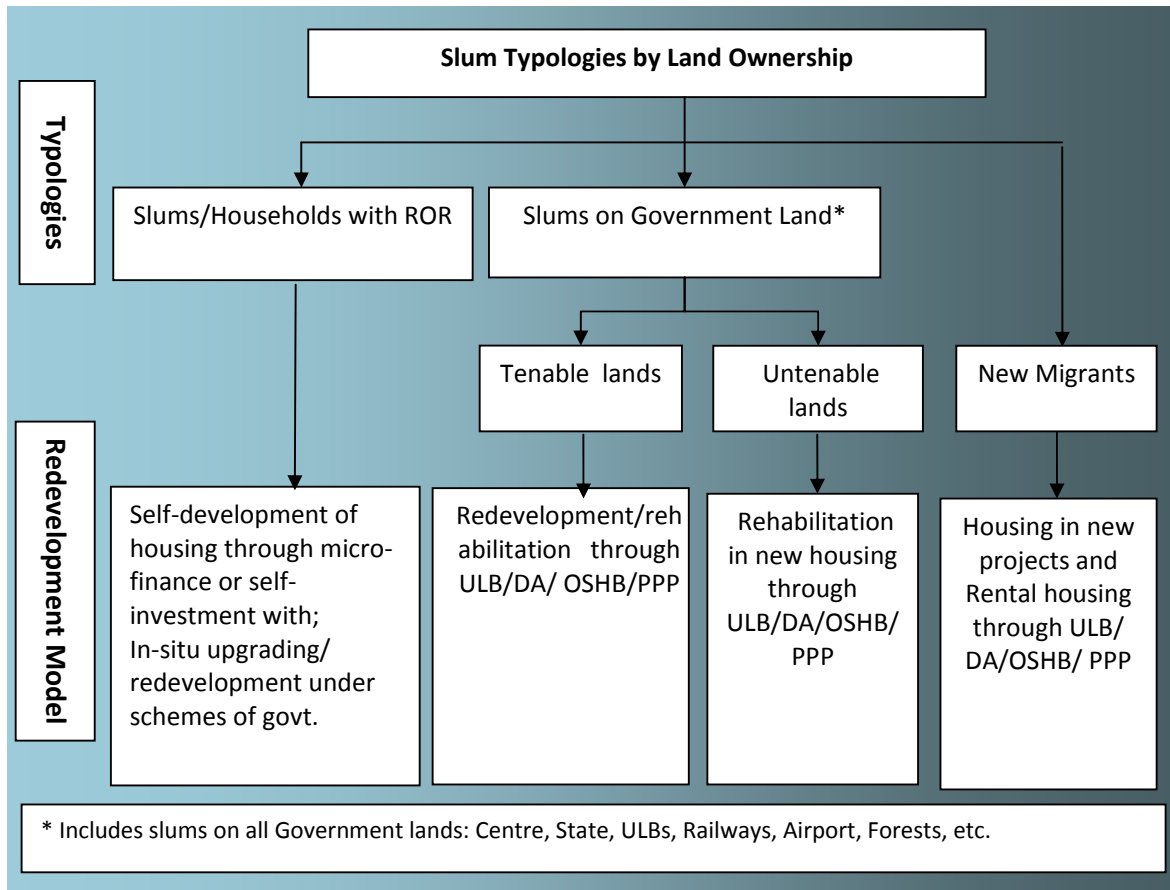 Slum Typologies by Land Ownership
Typologies
Slums/Households with ROR
Slums on Government Land*
Tenable lands
Untenable
lands
New Migrants
Redevelopment Model
Self-development of
housing through micro-
finance or self-
investment with;
In-situ upgrading/
redevelopment under
schemes of govt.
Redevelopment/reh
abilitation through
ULB/DA/ OSHB/PPP
Rehabilitation
in new housing
through
ULB/DA/OSHB/
PPP
Housing in new
projects and
Rental housing
through ULB/
DA/OSHB/ PPP
* Includes slums on all Government lands: Centre, State, ULBs, Railways, Airport, Forests, etc.